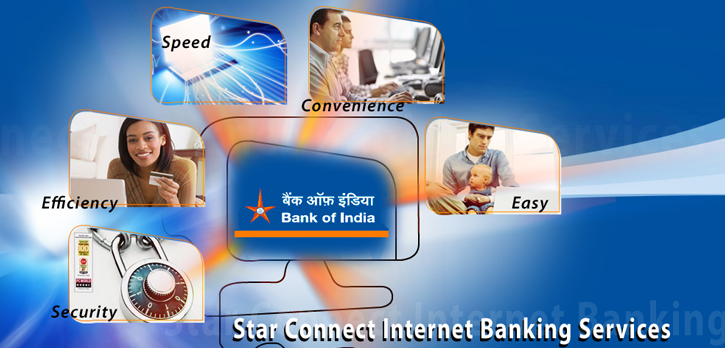 Speed
Convenience
Efficiency
Easy
बैंक ऑफ़ इंडिया
Bank of India
Security
Star Connect Internet Banking Services